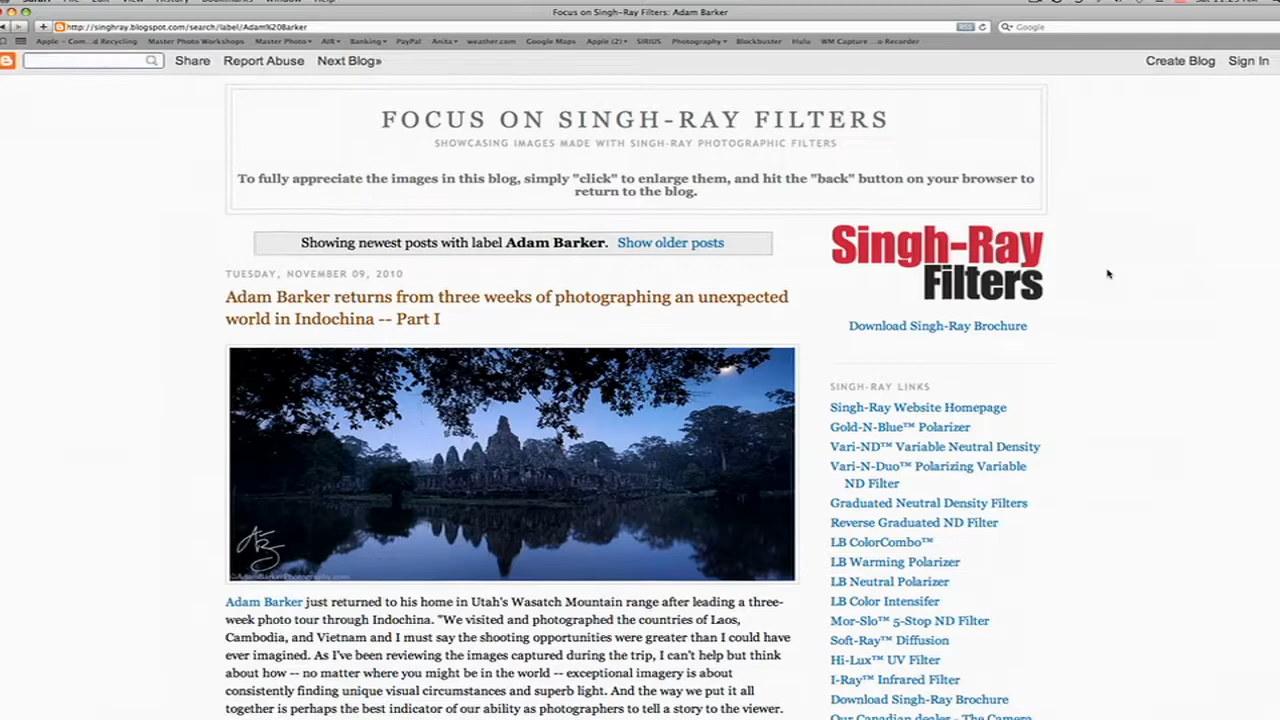 Focus on Singh-Ray Filters: Adam Barker
http://singhray.blogspot.com/search/label/Adam%20Barker
RSS
Google
Apple – Com...d Recycling Master Photo Workshops Master Photo AIR Banking PayPal Anita weather.com Google Maps Apple (2) SIRIUS Photography Blockbuster Hulu WM Capture ...o Recorder
Share Report Abuse Next Blog» Create Blog Sign In
FOCUS ON SINGH-RAY FILTERS
SHOWCASING IMAGES MADE WITH SINGH-RAY PHOTOGRAPHIC FILTERS
To fully appreciate the images in this blog, simply "click" to enlarge them, and hit the "back" button on your browser to
return to the blog.
Showing newest posts with label Adam Barker. Show older posts
TUESDAY, NOVEMBER 09, 2010
Adam Barker returns from three weeks of photographing an unexpected
world in Indochina -- Part I
©AdamBarkerPhotography.com
Adam Barker just returned to his home in Utah's Wasatch Mountain range after leading a three-
week photo tour through Indochina. "We visited and photographed the countries of Laos,
Cambodia, and Vietnam and I must say the shooting opportunities were greater than I could have
ever imagined. As I've been reviewing the images captured during the trip, I can't help but think
about how -- no matter where you might be in the world -- exceptional imagery is about
consistently finding unique visual circumstances and superb light. And the way we put it all
together is perhaps the best indicator of our ability as photographers to tell a story to the viewer.
Singh-Ray
Filters
Download Singh-Ray Brochure
SINGH-RAY LINKS
Singh-Ray Website Homepage
Gold-N-Blue™ Polarizer
Vari-ND™ Variable Neutral Density
Vari-N-Duo™ Polarizing Variable
ND Filter
Graduated Neutral Density Filters
Reverse Graduated ND Filter
LB ColorCombo™
LB Warming Polarizer
LB Neutral Polarizer
LB Color Intensifer
Mor-Slo™ 5-Stop ND Filter
Soft-Ray™ Diffusion
Hi-Lux™ UV Filter
I-Ray™ Infrared Filter
Download Singh-Ray Brochure
Our Canadian dealer - The Camera